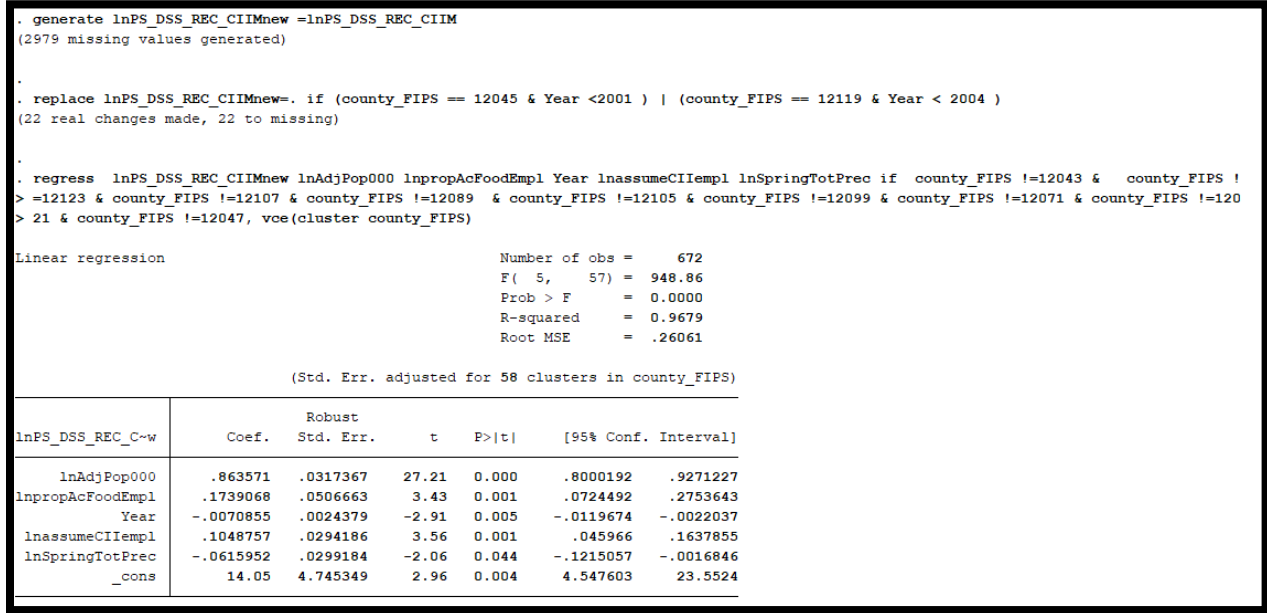 . generate lnPS_DSS_REC_CIIMnew =lnPS_DSS_REC_CIIM
(2979 missing values generated)
.
. replace lnPS_DSS_REC_CIIMnew=. if (county_FIPS == 12045 & Year <2001 ) | (county_FIPS == 12119 & Year < 2004 )
(22 real changes made, 22 to missing)
.
. regress lnPS_DSS_REC_CIIMnew lnAdjPop000 lnpropAcFoodEmpl Year lnassumeCIIempl lnSpringTotPrec if county_FIPS !=12043 & county_FIPS !
> =12123 & county_FIPS !=12107 & county_FIPS !=12089 & county_FIPS !=12105 & county_FIPS !=12099 & county_FIPS !=12071 & county_FIPS !=120
> 21 & county_FIPS !=12047, vce(cluster county_FIPS)
Linear regression Number of obs = 672
F( 5, 57) = 948.86
Prob > F = 0.0000
R-squared = 0.9679
Root MSE = .26061
(Std. Err. adjusted for 58 clusters in county_FIPS)
Robust
lnPS_DSS_REC_C~w Coef. Std. Err. t P>|t| [95% Conf. Interval]
lnAdjPop000 .863571 .0317367 27.21 0.000 .8000192 .9271227
lnpropAcFoodEmpl .1739068 .0506663 3.43 0.001 .0724492 .2753643
Year -.0070855 .0024379 -2.91 0.005 -.0119674 -.0022037
lnassumeCIIempl .1048757 .0294186 3.56 0.001 .045966 .1637855
lnSpringTotPrec -.0615952 .0299184 -2.06 0.044 -.1215057 -.0016846
_cons 14.05 4.745349 2.96 0.004 4.547603 23.5524